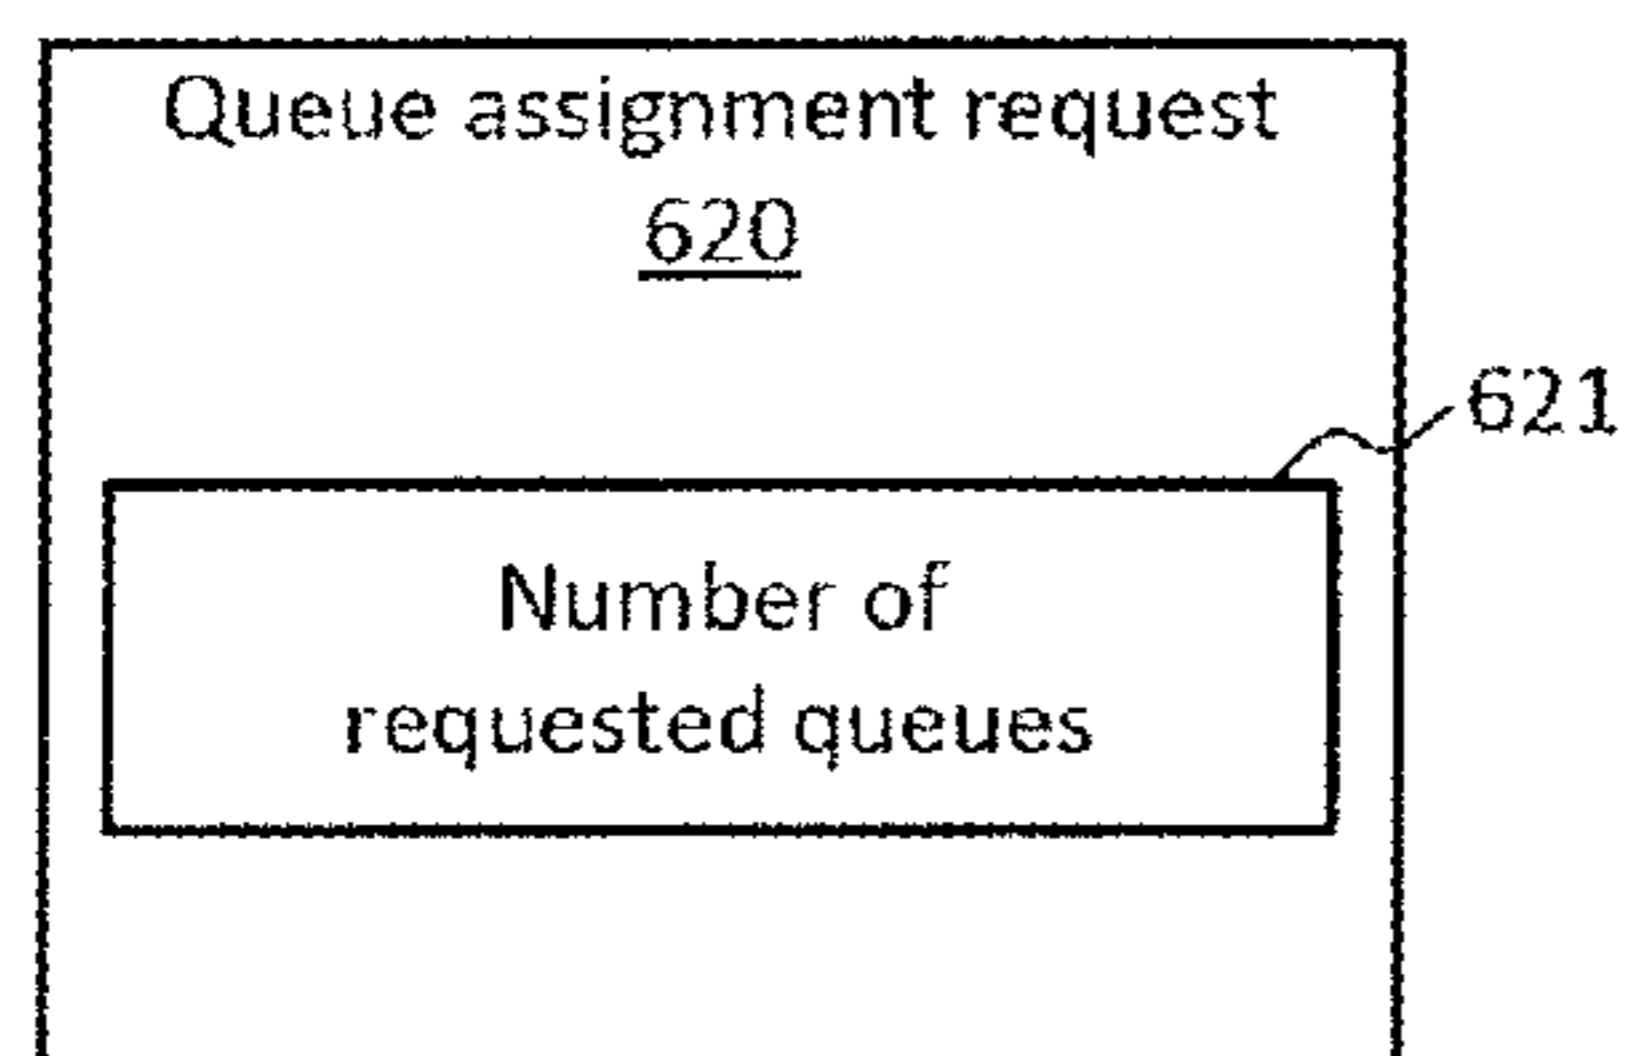 Queue assignment request
620
621
Number of
requested queues